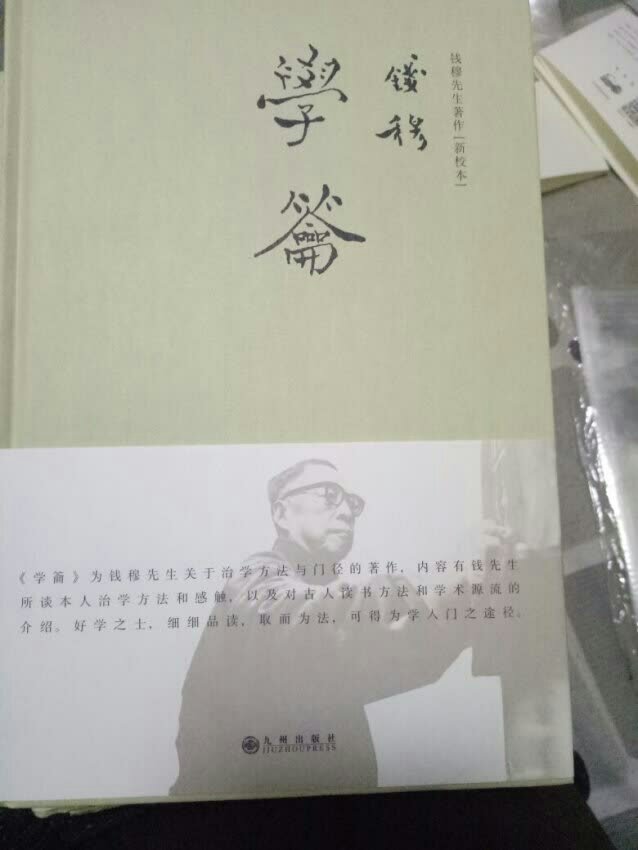 钱穆先生著作[新校本]
錢穆
學籥
《学籥》为钱穆先生关于治学方法与门径的著作，内容有钱先生
所谈本人治学方法和感触，以及对古人读书方法和学术源流的
介绍。好学之士，细细品读，取而为法，可得为学入门之途径。
九州出版社
JIUZHOUPRESS